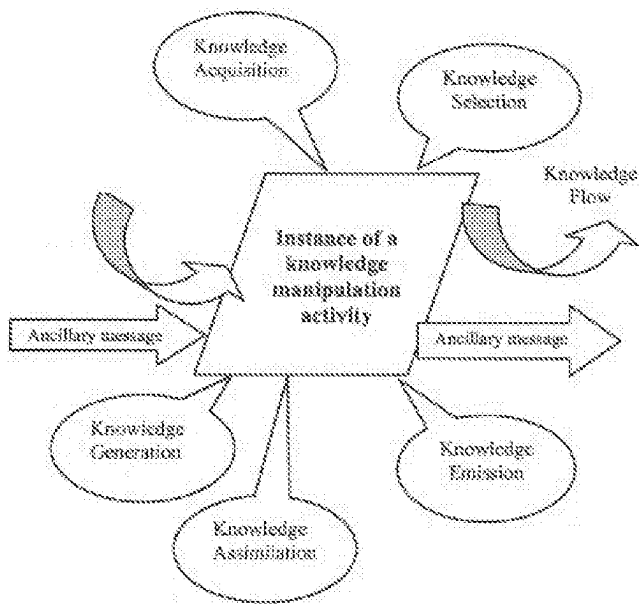 Knowledge
Acquisition
Knowledge
Selection
Knowledge
Flow
Instance of a
knowledge
manipulation
activity
Ancillary message
Ancillary message
Knowledge
Generation
Knowledge
Emission
Knowledge
Assimilation